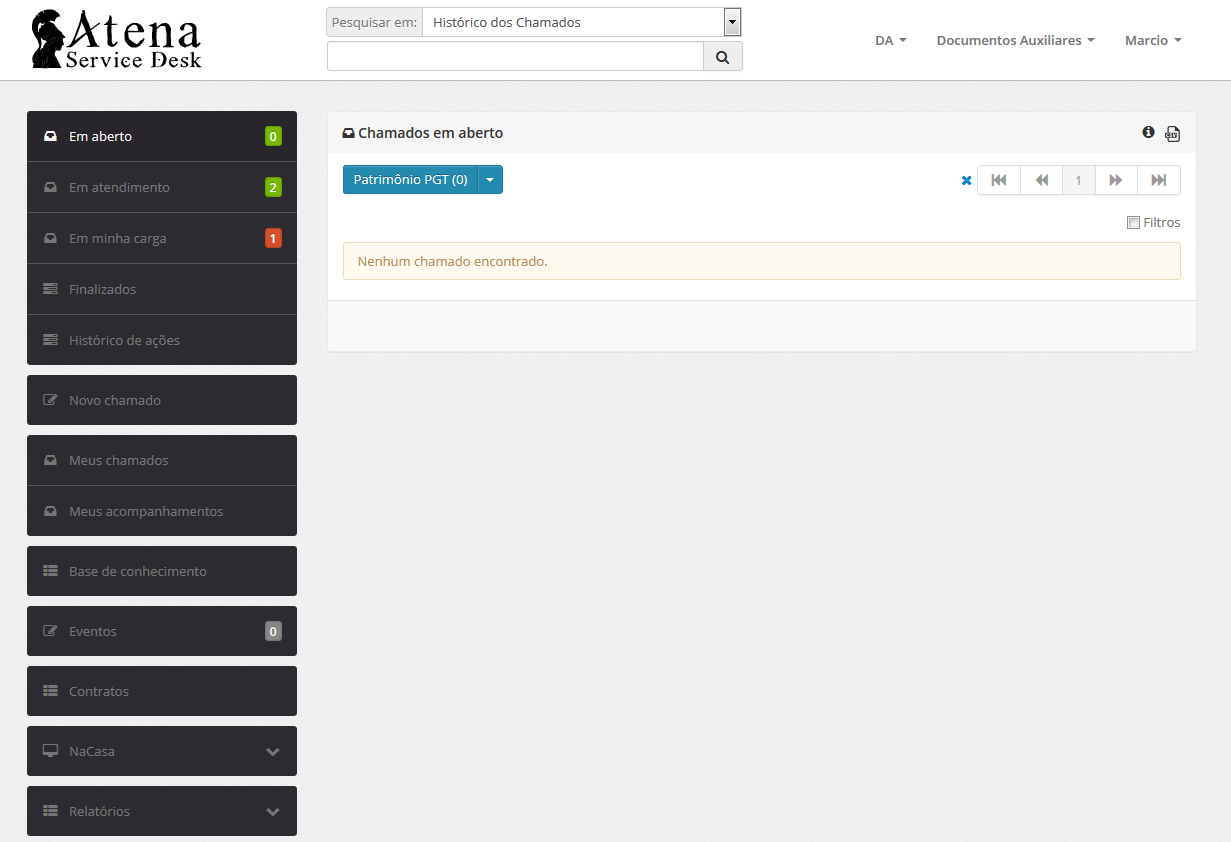 Atena
Service Desk
Pesquisar em: Histórico dos Chamados
DA
Documentos Auxiliares
Marcio
Em aberto 0
Em atendimento 2
Em minha carga 1
Finalizados
Histórico de ações
Novo chamado
Meus chamados
Meus acompanhamentos
Base de conhecimento
Eventos 0
Contratos
NaCasa
Relatórios
Chamados em aberto
Patrimônio PGT (0)
1
Filtros
Nenhum chamado encontrado.